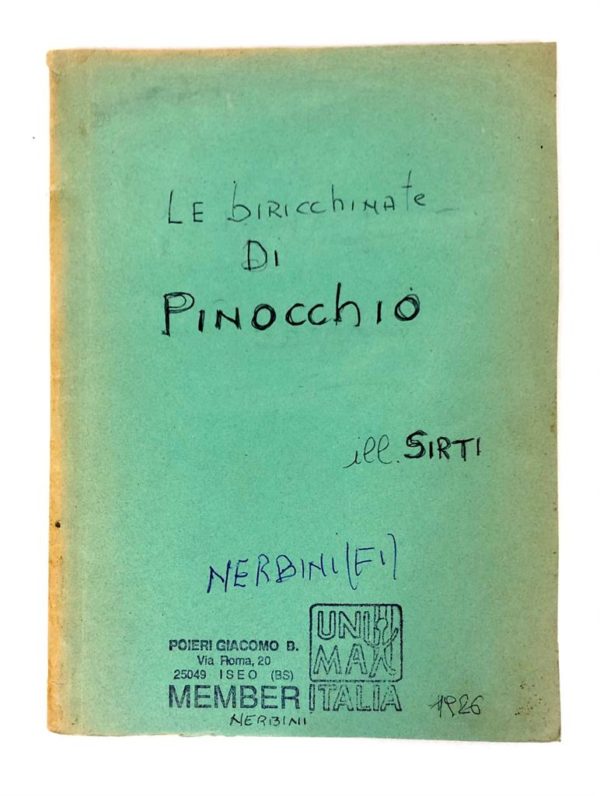 LE biRICChiNAte
DI
PINOCChIO
ill. SIRTI
NERBINI (FI)
POIERI GIACOMO B.
Via Roma, 20
25049 ISEO (BS)
MEMBER
UNI
MAX
ITALIA
NERBINI
1926